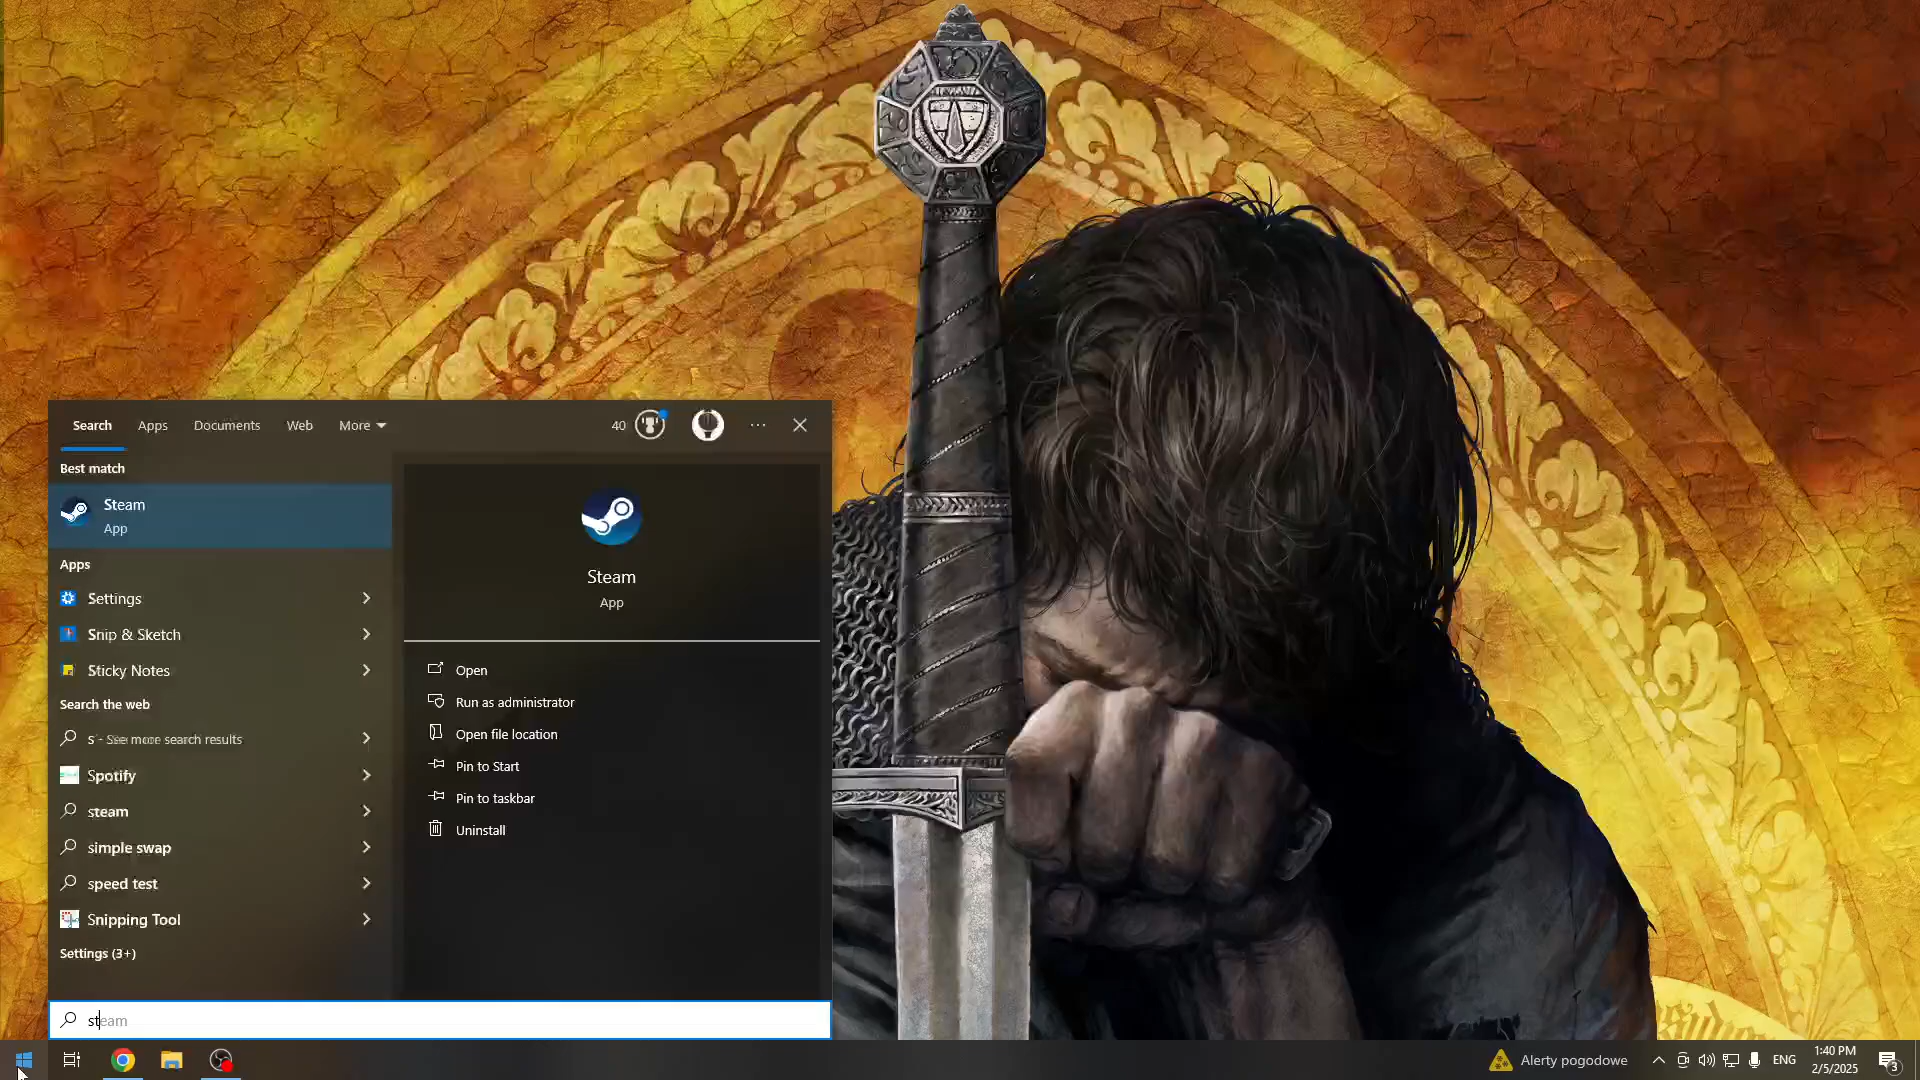 Search Apps Documents Web More 40
Best match
Steam
App
Apps
Settings
Snip & Sketch
Sticky Notes
Search the web
s - See more search results
Spotify
steam
simple swap
speed test
Snipping Tool
Settings (3+)
Steam
App
Open
Run as administrator
Open file location
Pin to Start
Pin to taskbar
Uninstall
steam
Alerty pogodowe
ENG
1:40 PM
2/5/2025
3